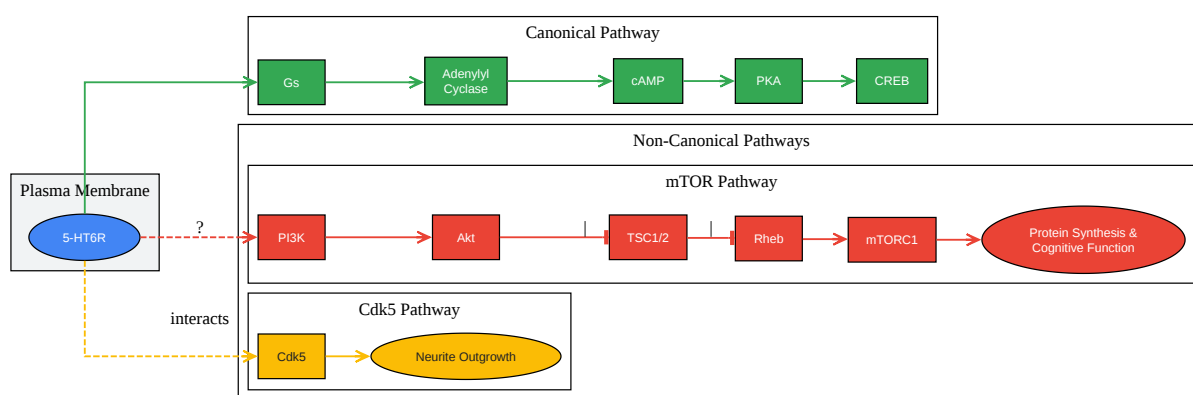 Canonical Pathway
Gs
Adenylyl
Cyclase
cAMP
PKA
CREB
Non-Canonical Pathways
mTOR Pathway
Plasma Membrane
5-HT6R
?
PI3K
Akt
|
TSC1/2
|
Rheb
mTORC1
Protein Synthesis &
Cognitive Function
Cdk5 Pathway
interacts
Cdk5
Neurite Outgrowth